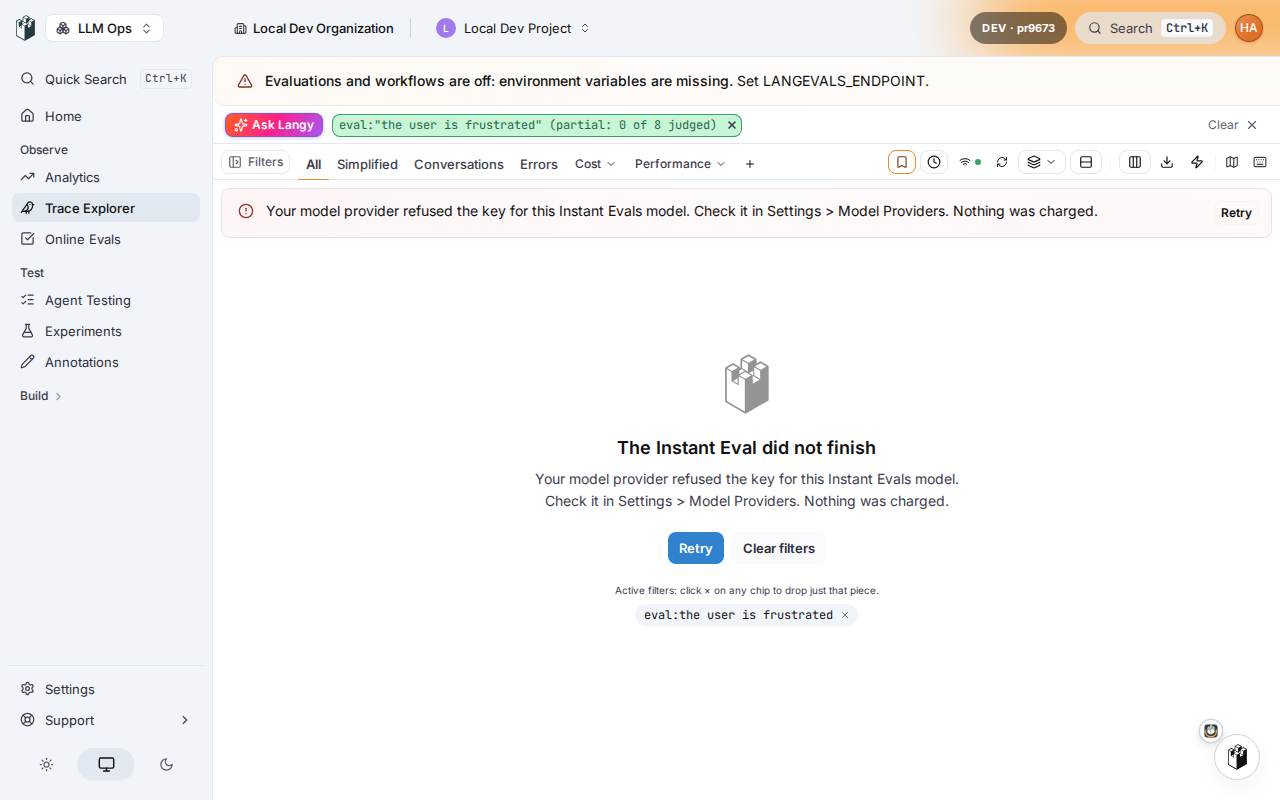 LLM Ops
Local Dev Organization
L
Local Dev Project
DEV · pr9673
Search
Ctrl+K
HA
Quick Search
Ctrl+K
Home
Observe
Analytics
Trace Explorer
Online Evals
Test
Agent Testing
Experiments
Annotations
Build
Settings
Support
Evaluations and workflows are off: environment variables are missing. Set LANGEVALS_ENDPOINT.
Ask Langy
eval:"the user is frustrated" (partial: 0 of 8 judged) ×
Clear ×
Filters
All
Simplified
Conversations
Errors
Cost
Performance
+
Your model provider refused the key for this Instant Evals model. Check it in Settings > Model Providers. Nothing was charged.
Retry
The Instant Eval did not finish
Your model provider refused the key for this Instant Evals model.
Check it in Settings > Model Providers. Nothing was charged.
Retry
Clear filters
Active filters: click × on any chip to drop just that piece.
eval:the user is frustrated ×